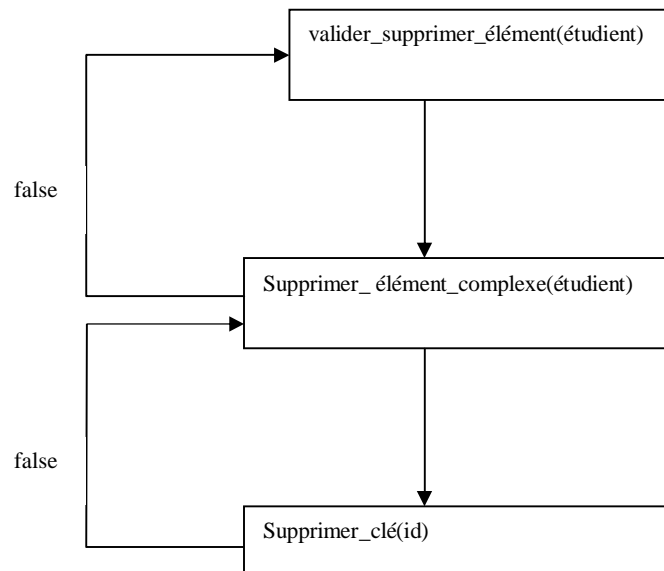 valider_supprimer_élément(étudient)
false
Supprimer_ élément_complexe(étudient)
false
Supprimer_clé(id)